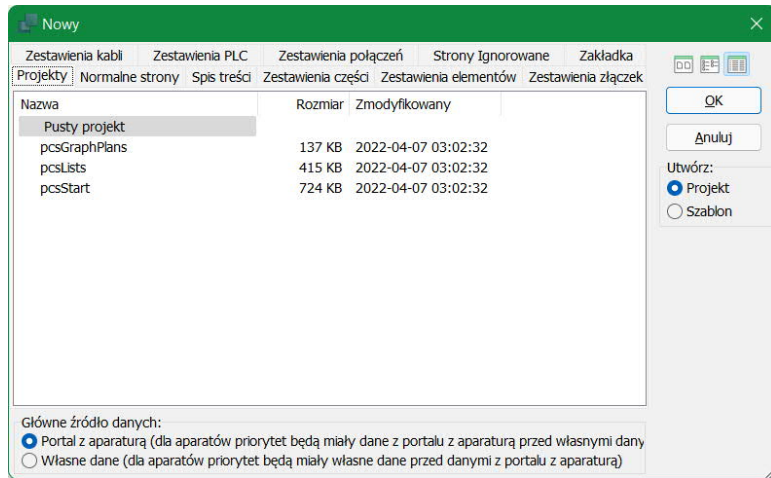 Nowy
Zestawienia kabli Zestawienia PLC Zestawienia połączeń Strony Ignorowane Zakładka
Projekty Normalne strony Spis treści Zestawienia części Zestawienia elementów Zestawienia złączek
Nazwa Rozmiar Zmodyfikowany
Pusty projekt
pcsGraphPlans 137 KB 2022-04-07 03:02:32
pcsLists 415 KB 2022-04-07 03:02:32
pcsStart 724 KB 2022-04-07 03:02:32
OK
Anuluj
Utwórz:
Projekt
Szablon
Główne źródło danych:
Portal z aparaturą (dla aparatów priorytet będą miały dane z portalu z aparaturą przed własnymi dany
Własne dane (dla aparatów priorytet będą miały własne dane przed danymi z portalu z aparaturą)